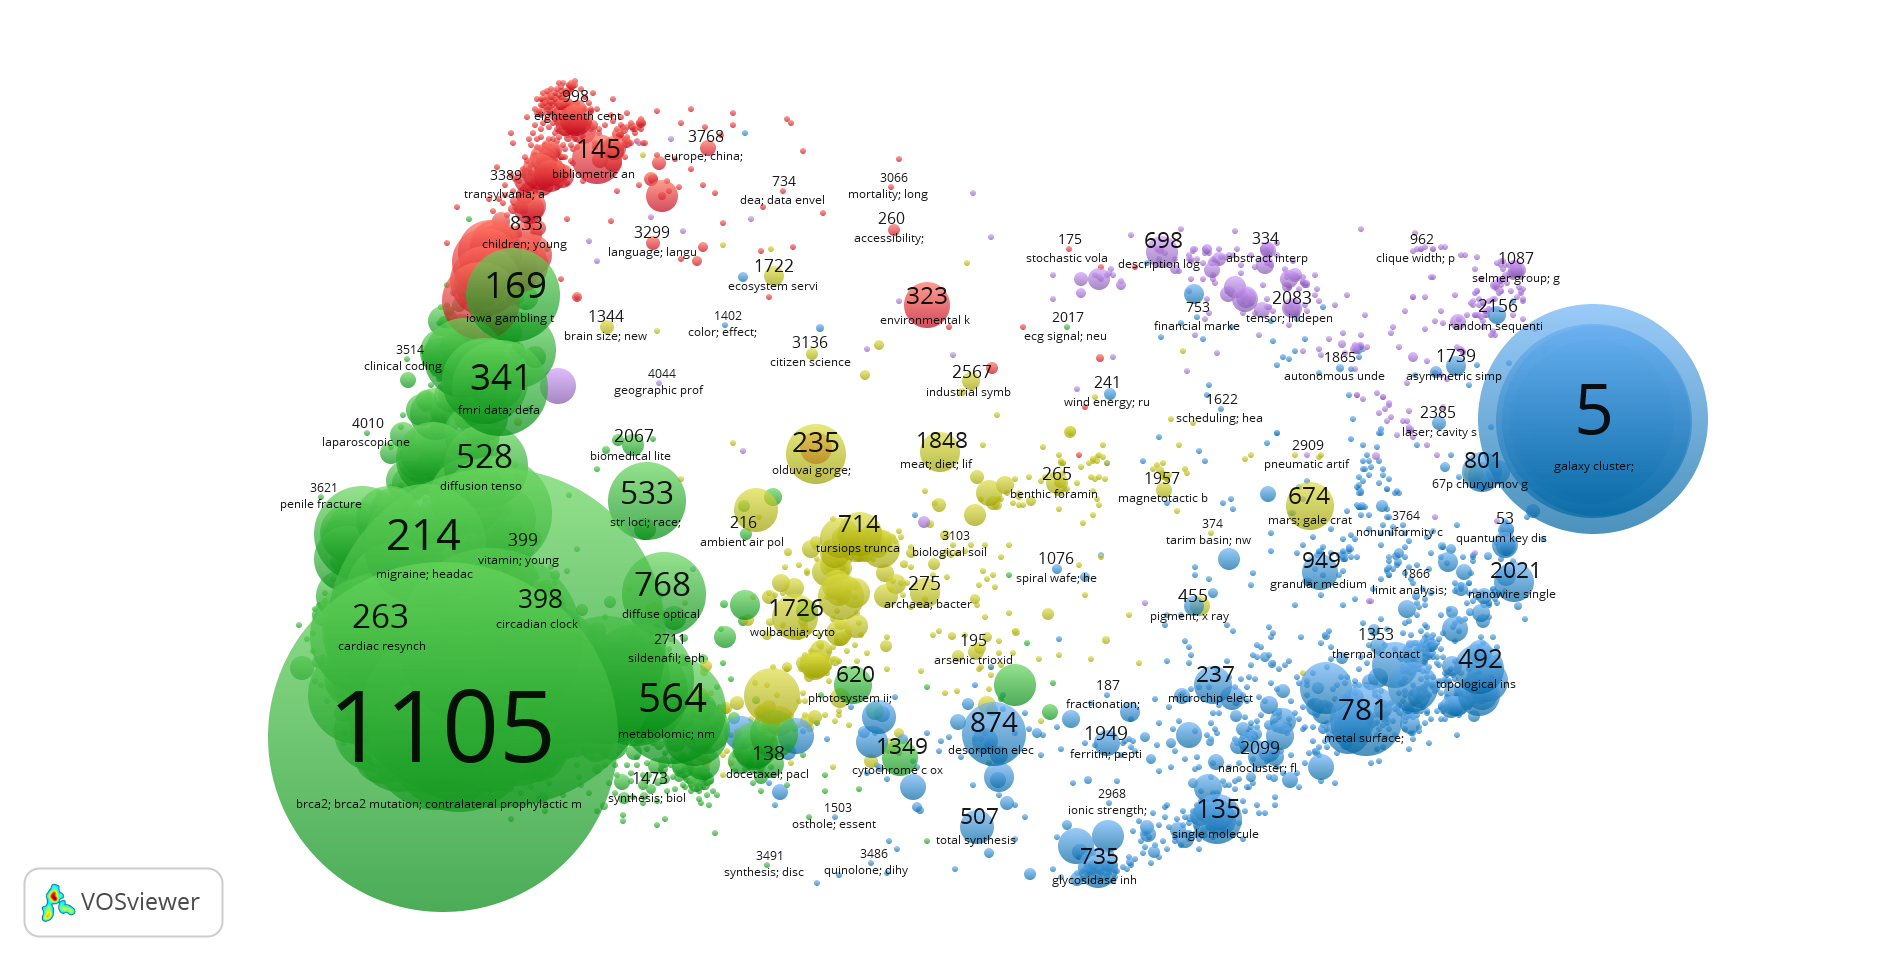 998
eighteenth cent
145
bibliometric an
3768
europe; china;
3389
transylvania; a
734
dea; data envel
3066
mortality; long
833
children; young
3299
language; langu
260
accessibility;
175
stochastic vola
698
description log
334
abstract interp
962
clique width; p
1087
selmer group; g
169
iowa gambling t
1722
ecosystem servi
323
environmental k
753
financial marke
2083
tensor; indepen
2156
random sequenti
1344
brain size; new
1402
color; effect;
2017
ecg signal; neu
3514
clinical coding
3136
citizen science
1865
autonomous unde
1739
asymmetric simp
341
fmri data; defa
4044
geographic prof
2567
industrial symb
241
wind energy; ru
1622
scheduling; hea
5
galaxy cluster;
4010
laparoscopic ne
2067
biomedical lite
235
olduvai gorge;
1848
meat; diet; lif
2909
pneumatic artif
2385
laser; cavity s
528
diffusion tenso
265
benthic foramin
1957
magnetotactic b
801
67p churyumov g
3621
penile fracture
533
str loci; race;
674
mars; gale crat
214
migraine; headac
399
vitamin; young
216
ambient air pol
714
tursiops trunca
3103
biological soil
374
tarim basin; nw
3764
nonuniformity c
53
quantum key dis
1076
spiral wafe; he
949
granular medium
1866
limit analysis;
2021
nanowire single
768
diffuse optical
275
archaea; bacter
263
cardiac resynch
398
circadian clock
1726
wolbachia; cyto
455
pigment; x ray
2711
sildenafil; eph
195
arsenic trioxid
1353
thermal contact
492
topological ins
1105
brca2; brca2 mutation; contralateral prophylactic m
564
metabolomic; nm
620
photosystem ii;
187
fractionation;
237
microchip elect
781
metal surface;
138
docetaxel; pacl
1349
cytochrome c ox
874
desorption elec
1949
ferritin; pepti
2099
nanocluster; fl
1473
synthesis; biol
1503
osthole; essent
507
total synthesis
2968
ionic strength;
135
single molecule
3491
synthesis; disc
3486
quinolone; dihy
735
glycosidase inh
VOSviewer